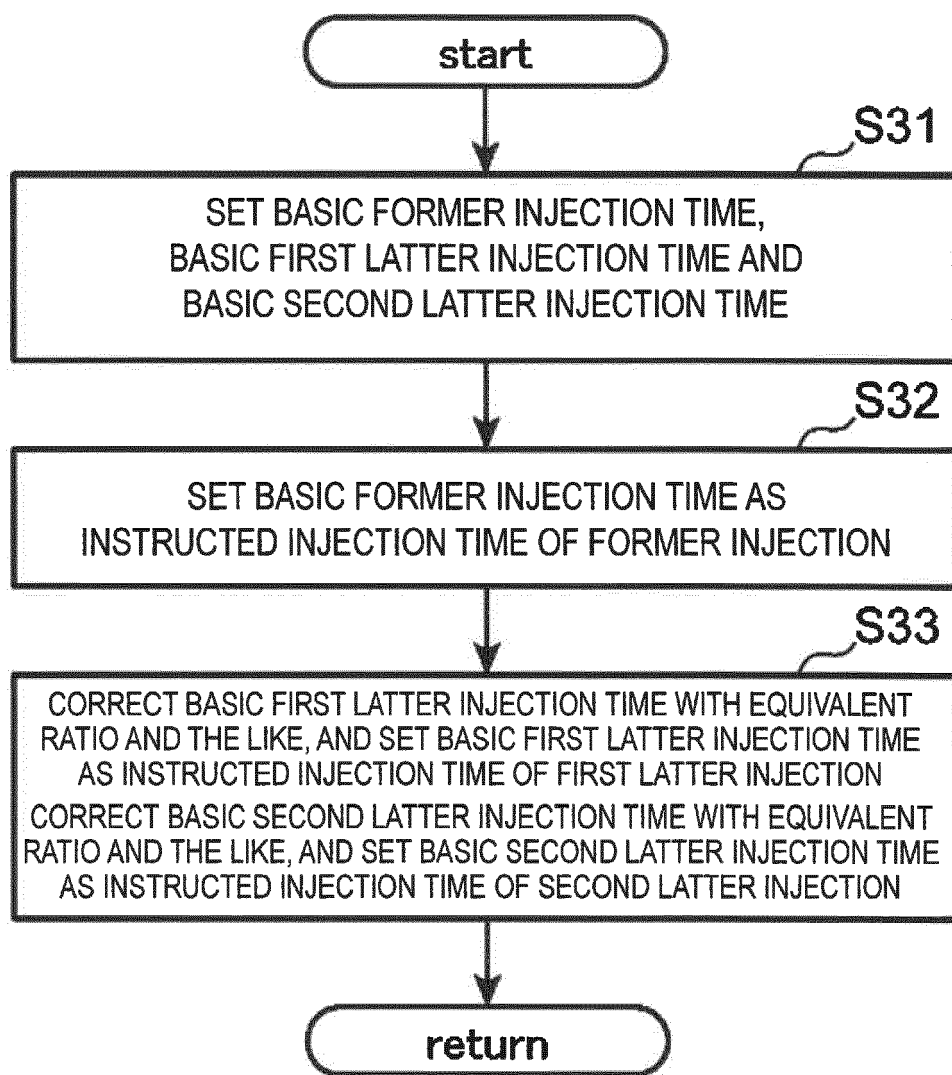 start
S31
SET BASIC FORMER INJECTION TIME,
BASIC FIRST LATTER INJECTION TIME AND
BASIC SECOND LATTER INJECTION TIME
S32
SET BASIC FORMER INJECTION TIME AS
INSTRUCTED INJECTION TIME OF FORMER INJECTION
S33
CORRECT BASIC FIRST LATTER INJECTION TIME WITH EQUIVALENT
RATIO AND THE LIKE, AND SET BASIC FIRST LATTER INJECTION TIME
AS INSTRUCTED INJECTION TIME OF FIRST LATTER INJECTION
CORRECT BASIC SECOND LATTER INJECTION TIME WITH EQUIVALENT
RATIO AND THE LIKE, AND SET BASIC SECOND LATTER INJECTION TIME
AS INSTRUCTED INJECTION TIME OF SECOND LATTER INJECTION
return